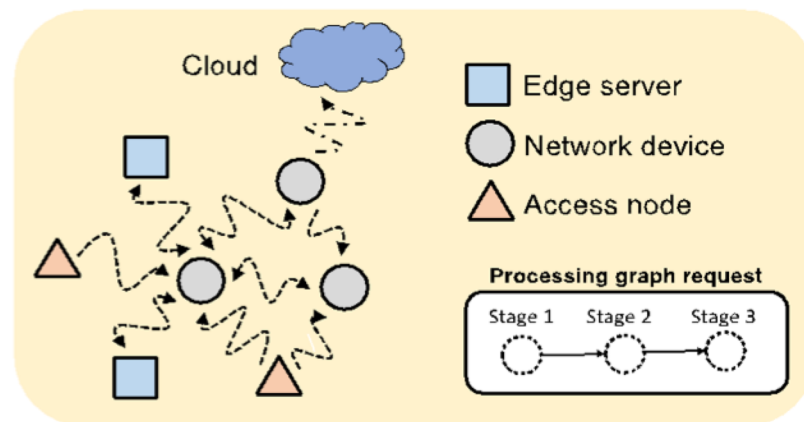 Cloud
Edge server
Network device
Access node
Processing graph request
Stage 1 Stage 2 Stage 3